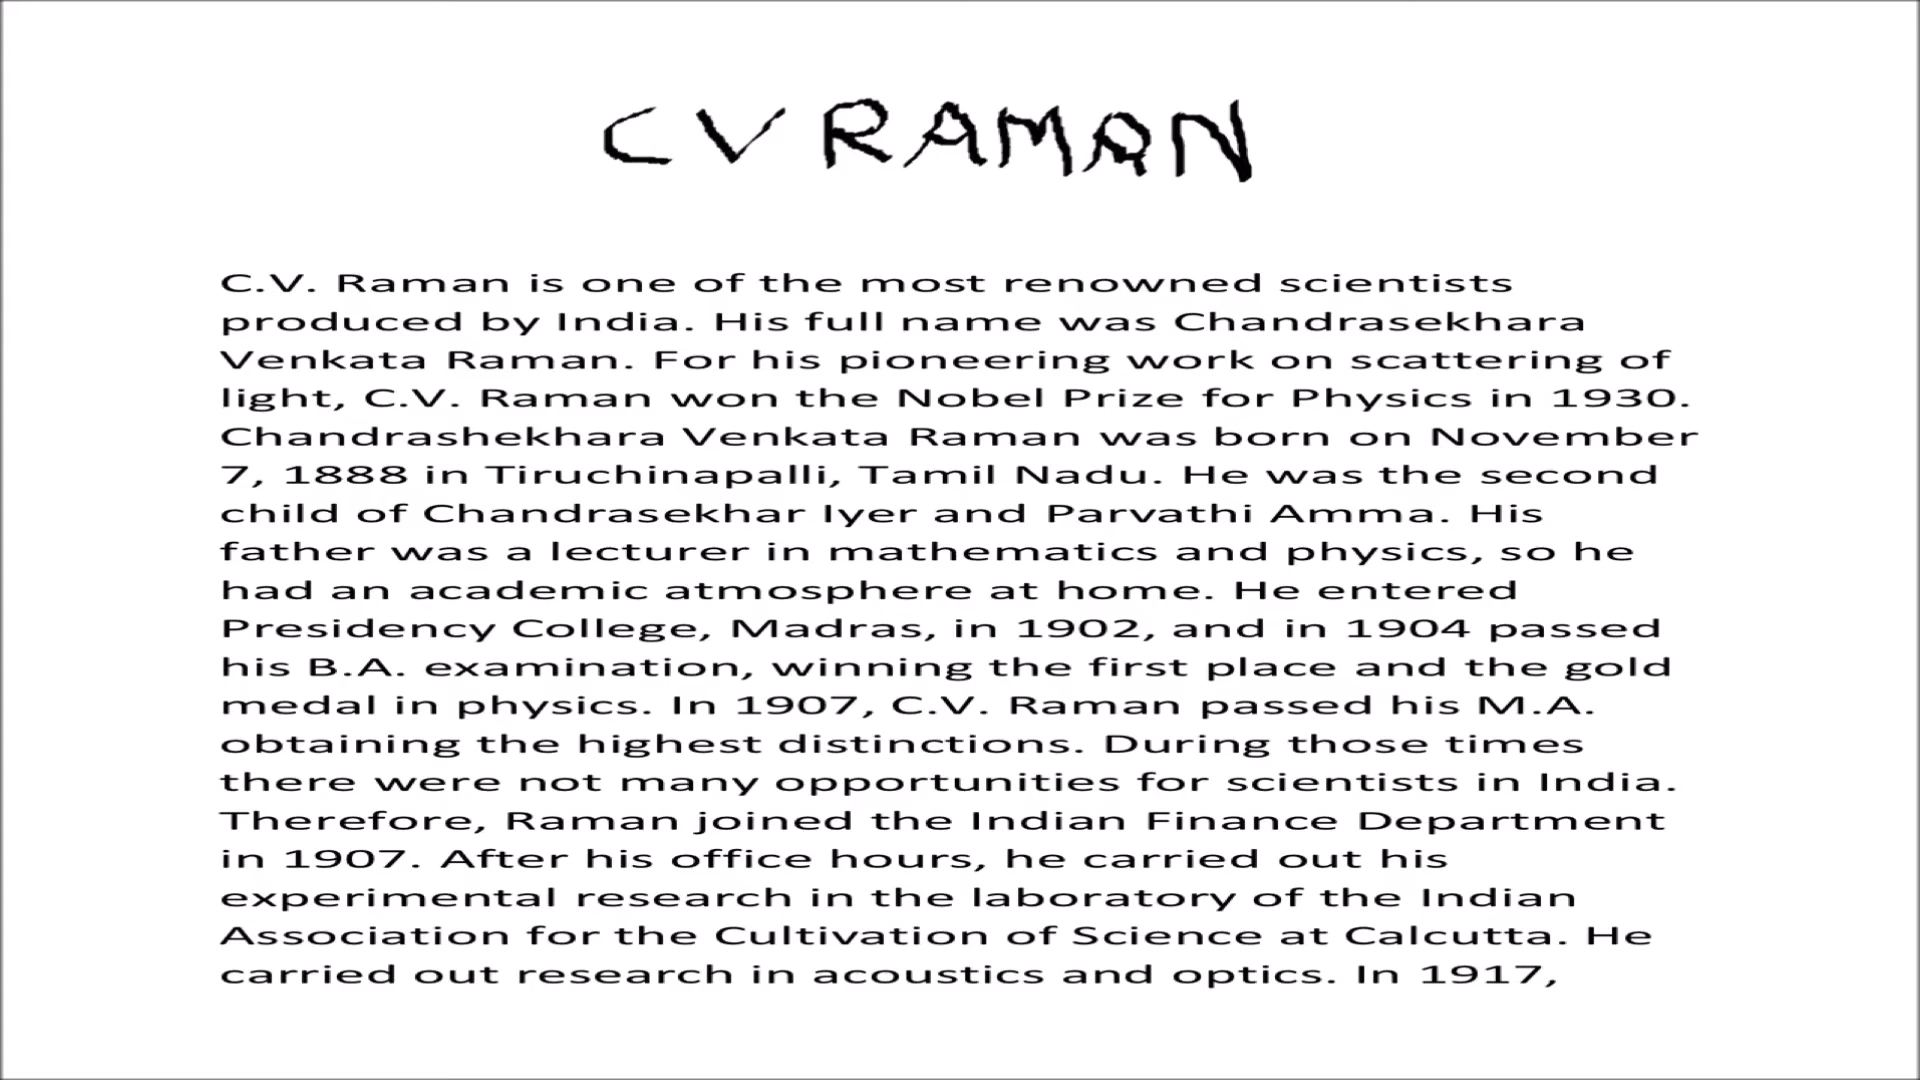 CV RAMAN
C.V. Raman is one of the most renowned scientists
produced by India. His full name was Chandrasekhara
Venkata Raman. For his pioneering work on scattering of
light, C.V. Raman won the Nobel Prize for Physics in 1930.
Chandrashekhara Venkata Raman was born on November
7, 1888 in Tiruchinapalli, Tamil Nadu. He was the second
child of Chandrasekhar Iyer and Parvathi Amma. His
father was a lecturer in mathematics and physics, so he
had an academic atmosphere at home. He entered
Presidency College, Madras, in 1902, and in 1904 passed
his B.A. examination, winning the first place and the gold
medal in physics. In 1907, C.V. Raman passed his M.A.
obtaining the highest distinctions. During those times
there were not many opportunities for scientists in India.
Therefore, Raman joined the Indian Finance Department
in 1907. After his office hours, he carried out his
experimental research in the laboratory of the Indian
Association for the Cultivation of Science at Calcutta. He
carried out research in acoustics and optics. In 1917,